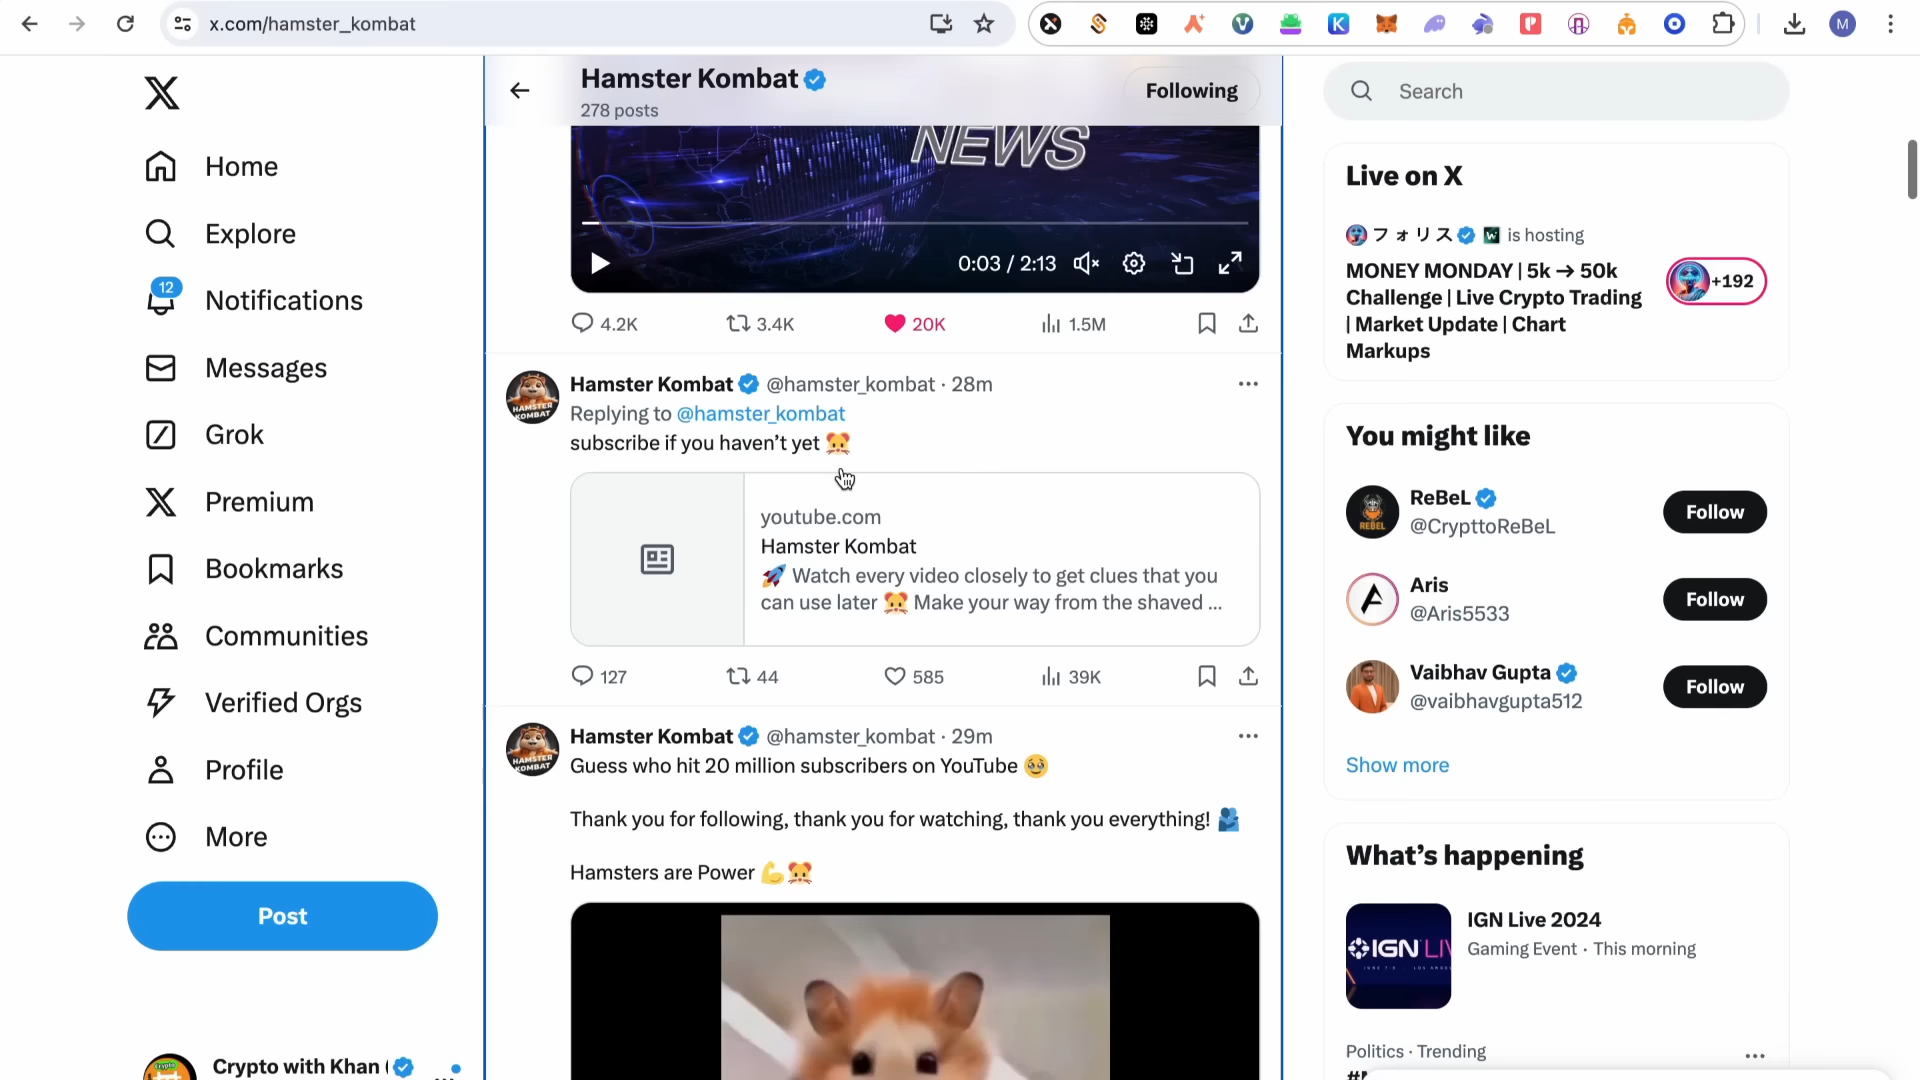 x.com/hamster_kombat
M
Home
Explore
12
Notifications
Messages
Grok
Premium
Bookmarks
Communities
Verified Orgs
Profile
More
Post
Crypto with Khan (
Hamster Kombat
278 posts
Following
NEWS
0:03 / 2:13
4.2K
3.4K
20K
1.5M
Hamster Kombat @hamster_kombat · 28m
Replying to @hamster_kombat
subscribe if you haven’t yet 🐹
youtube.com
Hamster Kombat
🚀 Watch every video closely to get clues that you
can use later 🐹 Make your way from the shaved ...
127
44
585
39K
Hamster Kombat @hamster_kombat · 29m
Guess who hit 20 million subscribers on YouTube 🥹
Thank you for following, thank you for watching, thank you everything! 🫂
Hamsters are Power 💪🐹
HAMSTER
KOMBAT
Search
Live on X
フォリス is hosting
MONEY MONDAY | 5k → 50k
Challenge | Live Crypto Trading
| Market Update | Chart
Markups
+192
You might like
ReBeL
@CrypttoReBeL
Follow
Aris
@Aris5533
Follow
Vaibhav Gupta
@vaibhavgupta512
Follow
Show more
What’s happening
IGN LIV
IGN Live 2024
Gaming Event · This morning
Politics · Trending